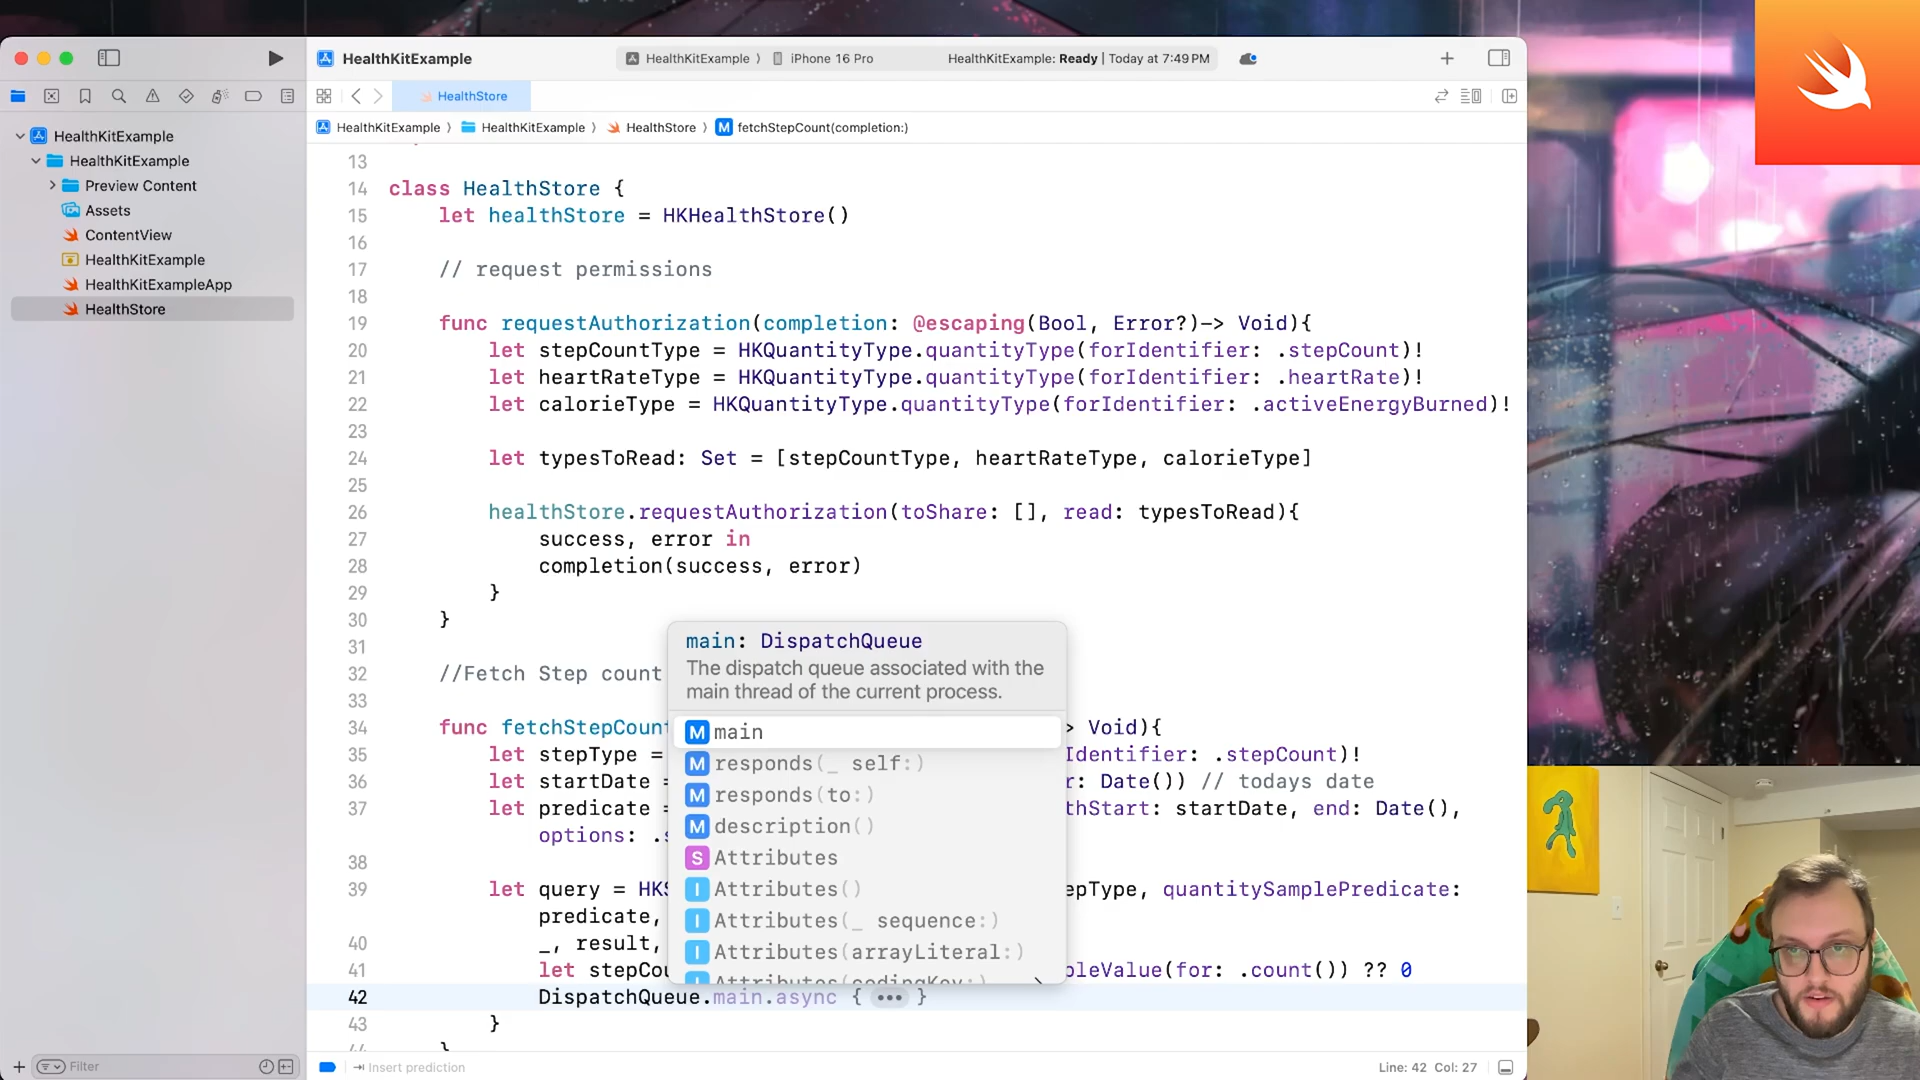 HealthKitExample
HealthKitExample
iPhone 16 Pro
HealthKitExample: Ready | Today at 7:49 PM
HealthStore
HealthKitExample
HealthKitExample
HealthStore
fetchStepCount(completion:)
HealthKitExample
HealthKitExample
Preview Content
Assets
ContentView
HealthKitExample
HealthKitExampleApp
HealthStore
Filter
13
14 class HealthStore {
15 let healthStore = HKHealthStore()
16
17 // request permissions
18
19 func requestAuthorization(completion: @escaping(Bool, Error?)-> Void){
20 let stepCountType = HKQuantityType.quantityType(forIdentifier: .stepCount)!
21 let heartRateType = HKQuantityType.quantityType(forIdentifier: .heartRate)!
22 let calorieType = HKQuantityType.quantityType(forIdentifier: .activeEnergyBurned)!
23
24 let typesToRead: Set = [stepCountType, heartRateType, calorieType]
25
26 healthStore.requestAuthorization(toShare: [], read: typesToRead){
27 success, error in
28 completion(success, error)
29 }
30 }
31
32 //Fetch Step count
33
34 func fetchStepCount > Void){
35 let stepType = Identifier: .stepCount)!
36 let startDate = r: Date()) // todays date
37 predicate = thStart: startDate, end: Date(),
options: .s
38
39 let query = HKS epType, quantitySamplePredicate:
predicate,
40 _, result,
41 let stepCou bleValue(for: .count()) ?? 0
42 DispatchQueue.main.async { ••• }
43 }
main: DispatchQueue
The dispatch queue associated with the
main thread of the current process.
M main
M responds(_ self:)
M responds(to:)
M description()
S Attributes
I Attributes()
I Attributes(_ sequence:)
I Attributes(arrayLiteral:)
I Attributes(codingKey:)
Insert prediction
Line: 42 Col: 27